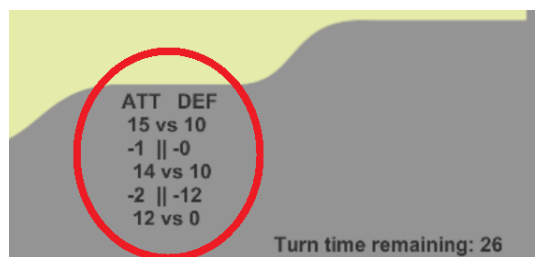 ATT DEF
15 vs 10
-1 || -0
14 vs 10
-2 || -12
12 vs 0
Turn time remaining: 26